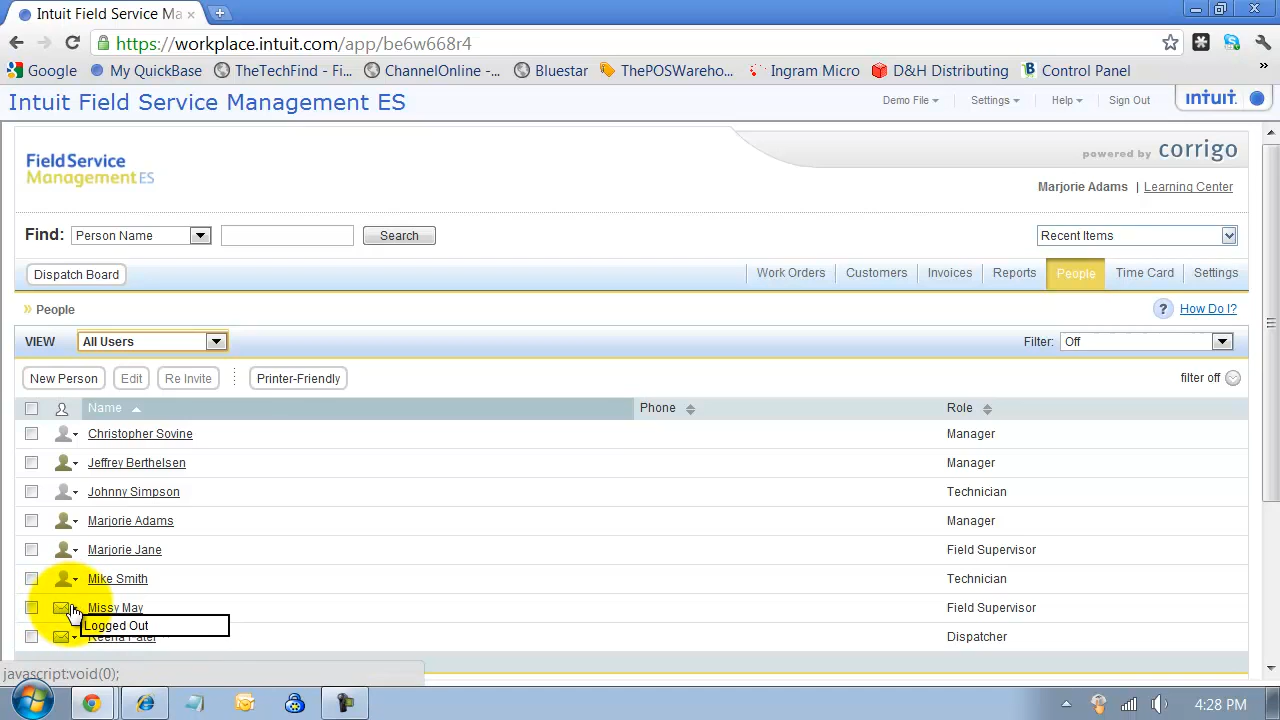 Intuit Field Service Ma
https://workplace.intuit.com/app/be6w668r4
Google My QuickBase TheTechFind - Fi... ChannelOnline -... Bluestar ThePOSWareho... Ingram Micro D&H Distributing Control Panel »
Intuit Field Service Management ES Demo File Settings Help Sign Out intuit
FieldService
ManagementES
powered by corrigo
Marjorie Adams | Learning Center
Find: Person Name Search Recent Items
Dispatch Board Work Orders Customers Invoices Reports People Time Card Settings
» People ? How Do I?
VIEW All Users Filter: Off
New Person Edit Re Invite Printer-Friendly filter off
Name Phone Role
Christopher Sovine Manager
Jeffrey Berthelsen Manager
Johnny Simpson Technician
Marjorie Adams Manager
Marjorie Jane Field Supervisor
Mike Smith Technician
Missy May Field Supervisor
Logged Out
Dispatcher
javascript:void(0);
4:28 PM